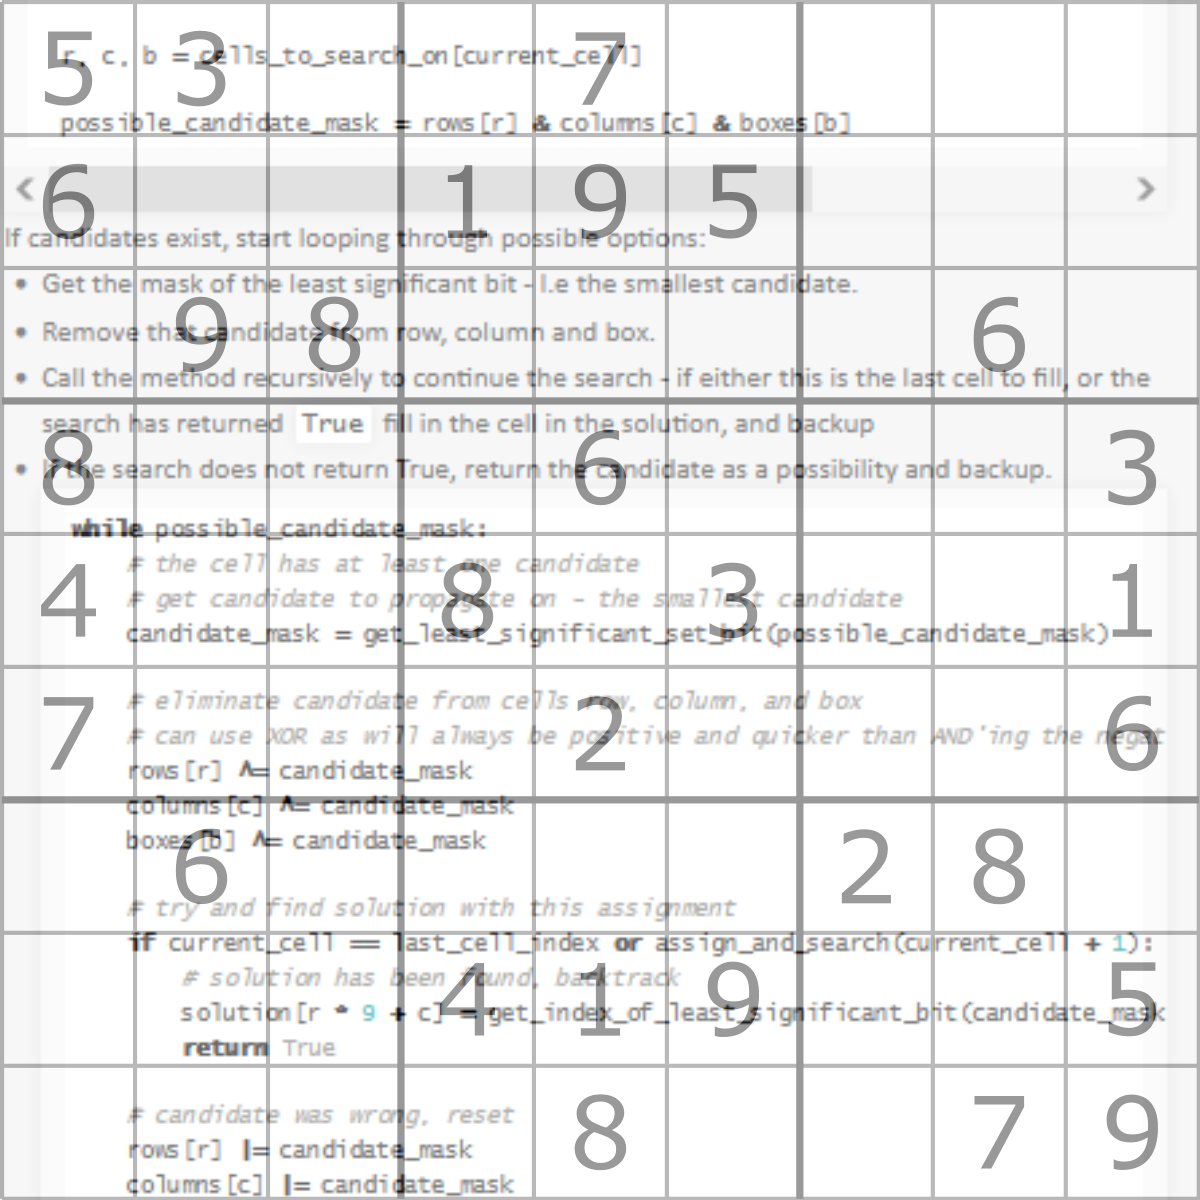 r, c, b = cells_to_search_on[current_cell]
5 3 7
possible_candidate_mask = rows[r] & columns[c] & boxes[b]
6 1 9 5
If candidates exist, start looping through possible options:
• Get the mask of the least significant bit - I.e the smallest candidate.
• Remove that candidate from row, column and box.
9 8 6
• Call the method recursively to continue the search - if either this is the last cell to fill, or the
search has returned True fill in the cell in the solution, and backup
• If the search does not return True, return the candidate as a possibility and backup.
8 6 3
while possible_candidate_mask:
# the cell has at least one candidate
# get candidate to propagate on - the smallest candidate
4 8 3 1
candidate_mask = get_least_significant_set_bit(possible_candidate_mask)
# eliminate candidate from cells row, column, and box
# can use XOR as will always be positive and quicker than AND'ing the negat
7 2 6
rows[r] ^= candidate_mask
columns[c] ^= candidate_mask
boxes[b] ^= candidate_mask
6 2 8
# try and find solution with this assignment
if current_cell == last_cell_index or assign_and_search(current_cell + 1):
# solution has been found, backtrack
4 1 9 5
solution[r * 9 + c] = get_index_of_least_significant_bit(candidate_mask
return True
# candidate was wrong, reset
8 7 9
rows[r] |= candidate_mask
columns[c] |= candidate_mask